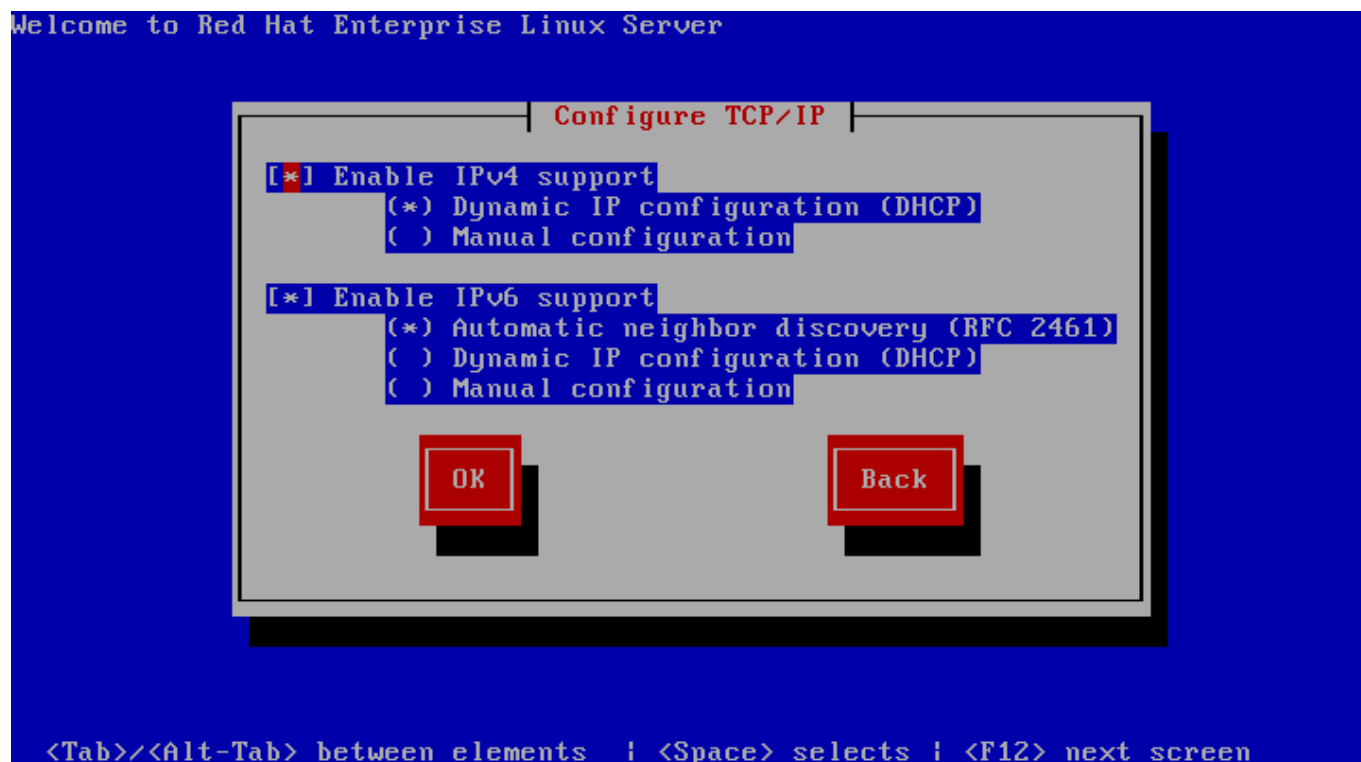 Welcome to Red Hat Enterprise Linux Server
Configure TCP/IP
[*] Enable IPv4 support
(*) Dynamic IP configuration (DHCP)
( ) Manual configuration
[*] Enable IPv6 support
(*) Automatic neighbor discovery (RFC 2461)
( ) Dynamic IP configuration (DHCP)
( ) Manual configuration
OK Back
<Tab>/<Alt-Tab> between elements | <Space> selects | <F12> next screen